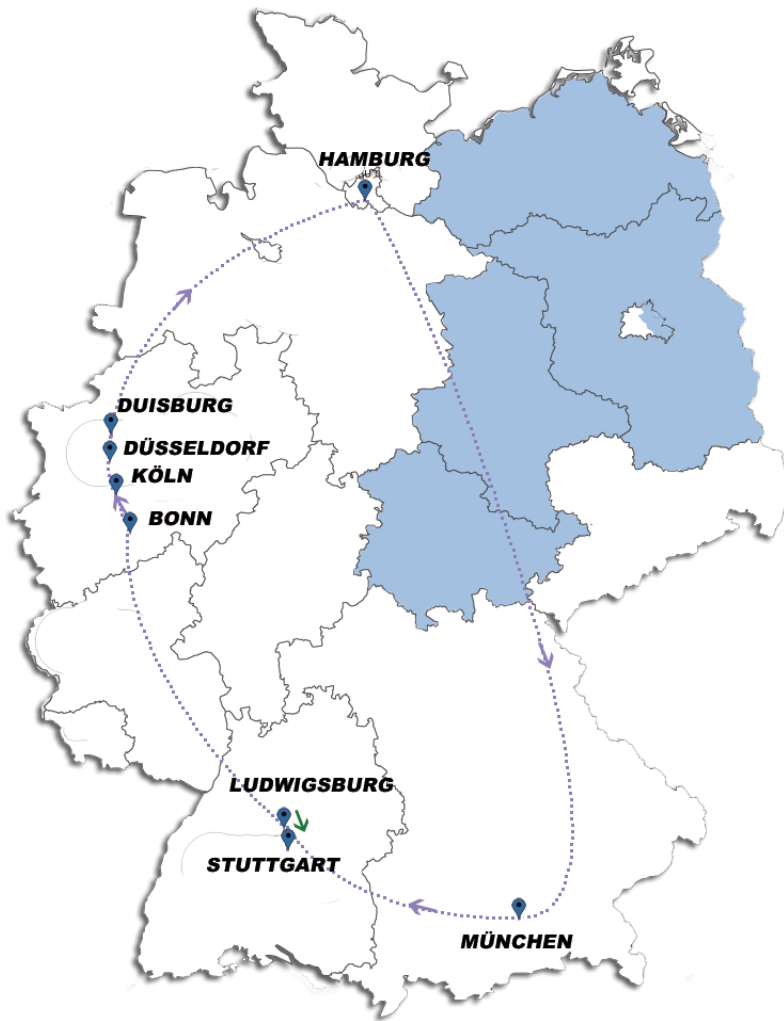 HAMBURG
DUISBURG
DÜSSELDORF
KÖLN
BONN
LUDWIGSBURG
STUTTGART
MÜNCHEN